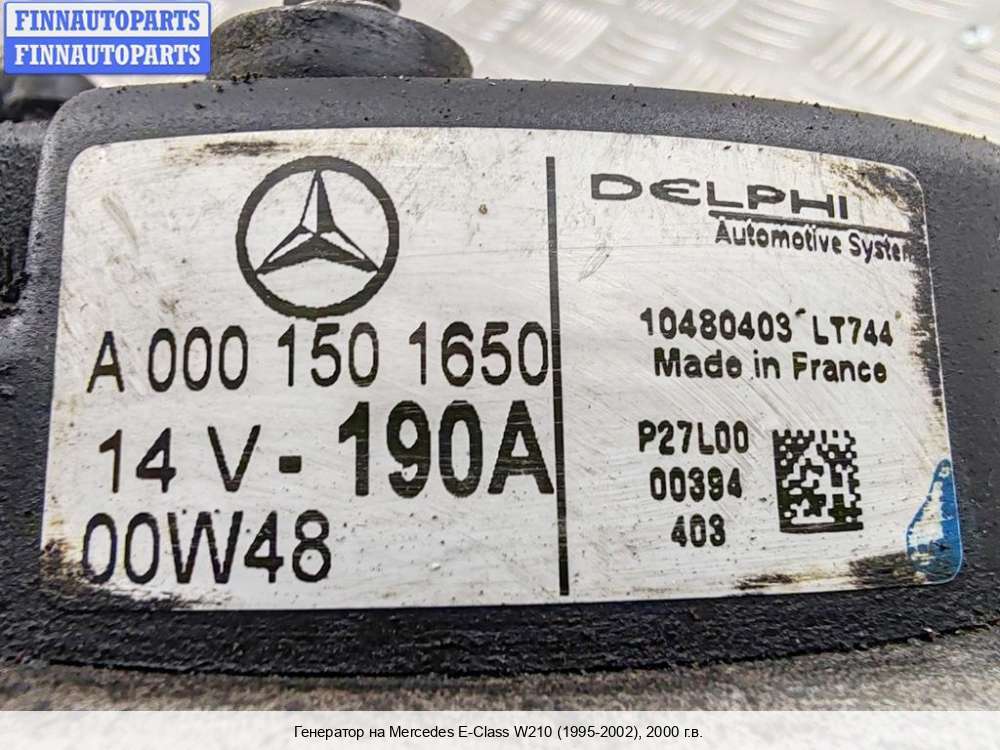 FINNAUTOPARTS
FINNAUTOPARTS
A 000 150 1650
14 V - 190A
00W48
DELPHI
Automotive System
10480403 LT744
Made in France
P27L00
00394
403
Генератор на Mercedes E-Class W210 (1995-2002), 2000 г.в.